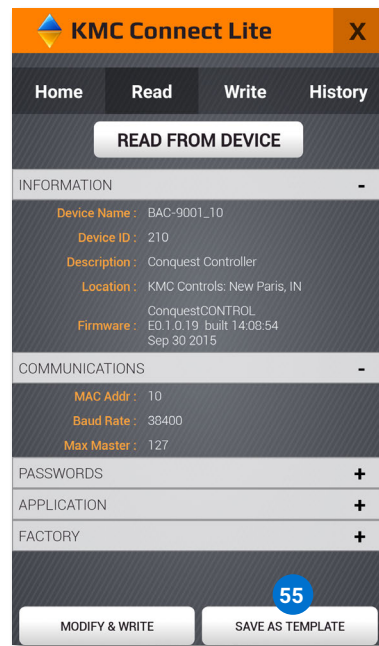 KMC Connect Lite X
Home Read Write History
READ FROM DEVICE
INFORMATION -
Device Name : BAC-9001_10
Device ID : 210
Description : Conquest Controller
Location : KMC Controls: New Paris, IN
Firmware : ConquestCONTROL
E0.1.0.19 built 14:08:54
Sep 30 2015
COMMUNICATIONS -
MAC Addr : 10
Baud Rate : 38400
Max Master : 127
PASSWORDS +
APPLICATION +
FACTORY +
55
MODIFY & WRITE SAVE AS TEMPLATE